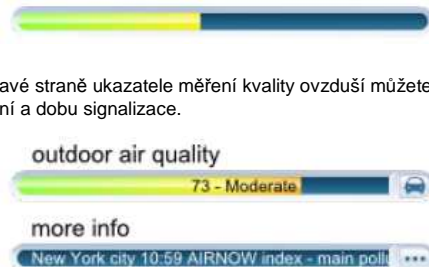 avé straně ukazatele měření kvality ovzduší můžete
ní a dobu signalizace.
outdoor air quality
73 - Moderate
more info
New York city 10:59 AIRNOW index - main pollu